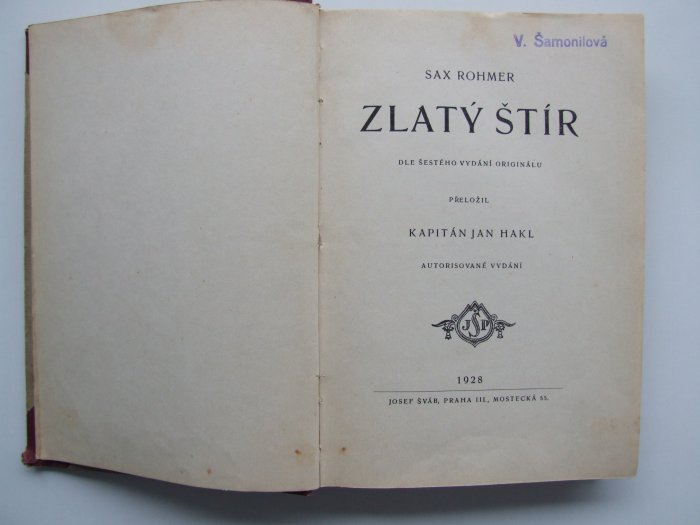 V. Šamonilová
SAX ROHMER
ZLATÝ ŠTÍR
DLE ŠESTÉHO VYDÁNÍ ORIGINÁLU
PŘELOŽIL
KAPITÁN JAN HAKL
AUTORISOVANÉ VYDÁNÍ
JŠP
1928
JOSEF ŠVÁB, PRAHA III., MOSTECKÁ 55.